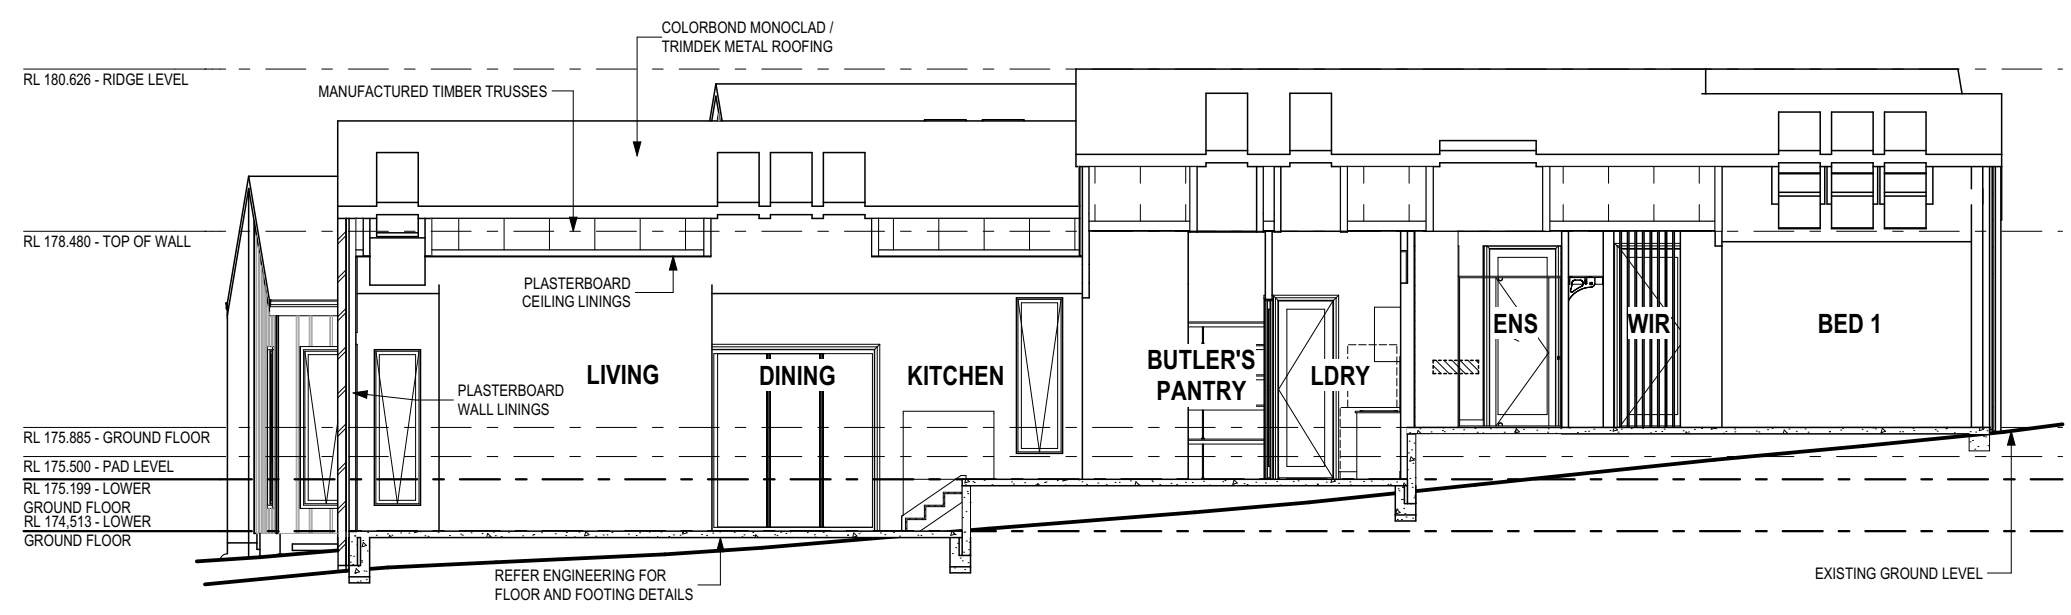 COLORBOND MONOCLAD /
TRIMDEK METAL ROOFING
RL 180.626 - RIDGE LEVEL
MANUFACTURED TIMBER TRUSSES
RL 178.480 - TOP OF WALL
PLASTERBOARD
CEILING LININGS
LIVING
DINING
KITCHEN
BUTLER'S
PANTRY
LDRY
ENS
WIR
BED 1
PLASTERBOARD
WALL LININGS
RL 175.885 - GROUND FLOOR
RL 175.500 - PAD LEVEL
RL 175.199 - LOWER
GROUND FLOOR
RL 174,513 - LOWER
GROUND FLOOR
REFER ENGINEERING FOR
FLOOR AND FOOTING DETAILS
EXISTING GROUND LEVEL